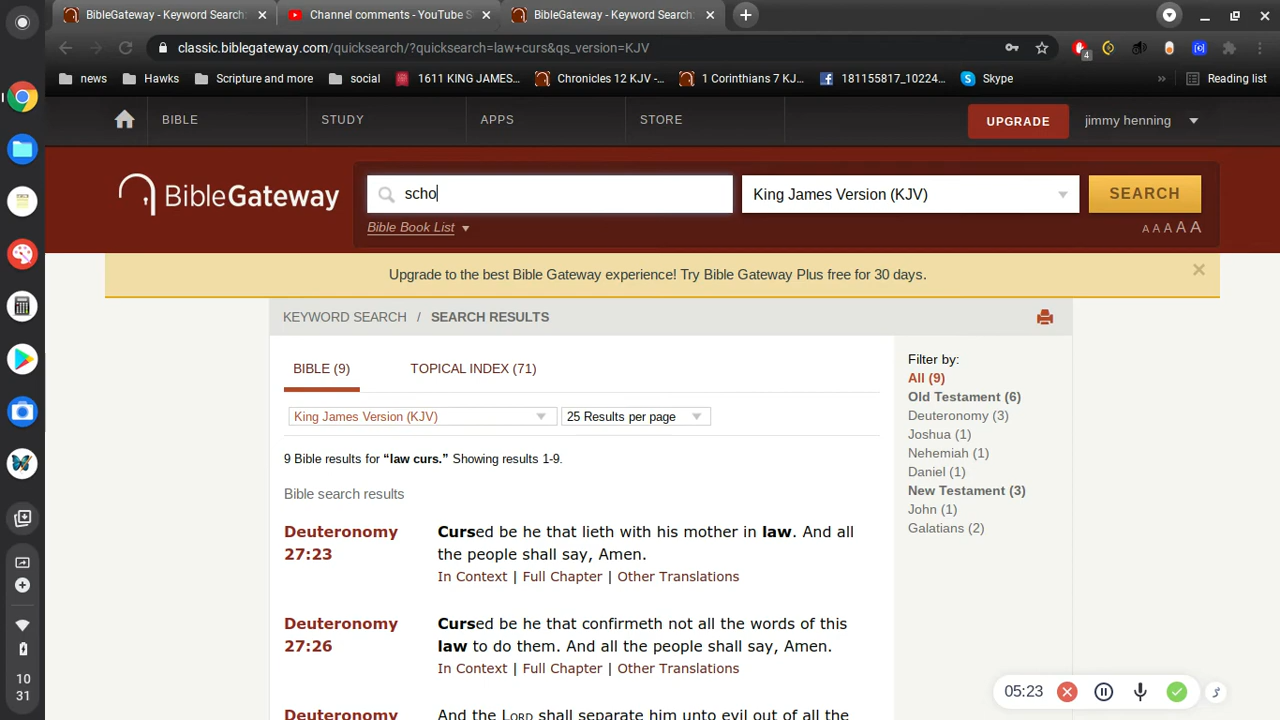 BibleGateway - Keyword Search:
Channel comments - YouTube S
BibleGateway - Keyword Search:
classic.biblegateway.com/quicksearch/?quicksearch=law+curs&qs_version=KJV
4
news
Hawks
Scripture and more
social
1611 KING JAMES...
Chronicles 12 KJV -...
1 Corinthians 7 KJ...
181155817_10224...
Skype
»
Reading list
BIBLE
STUDY
APPS
STORE
UPGRADE
jimmy henning
BibleGateway
scho
King James Version (KJV)
SEARCH
Bible Book List
A A A A A
Upgrade to the best Bible Gateway experience! Try Bible Gateway Plus free for 30 days.
KEYWORD SEARCH / SEARCH RESULTS
BIBLE (9)
TOPICAL INDEX (71)
King James Version (KJV)
25 Results per page
9 Bible results for “law curs.” Showing results 1-9.
Bible search results
Deuteronomy
27:23
Cursed be he that lieth with his mother in law. And all
the people shall say, Amen.
In Context | Full Chapter | Other Translations
Deuteronomy
27:26
Cursed be he that confirmeth not all the words of this
law to do them. And all the people shall say, Amen.
In Context | Full Chapter | Other Translations
Deuteronomy
And the LORD shall separate him unto evil out of all the
Filter by:
All (9)
Old Testament (6)
Deuteronomy (3)
Joshua (1)
Nehemiah (1)
Daniel (1)
New Testament (3)
John (1)
Galatians (2)
05:23
10
31